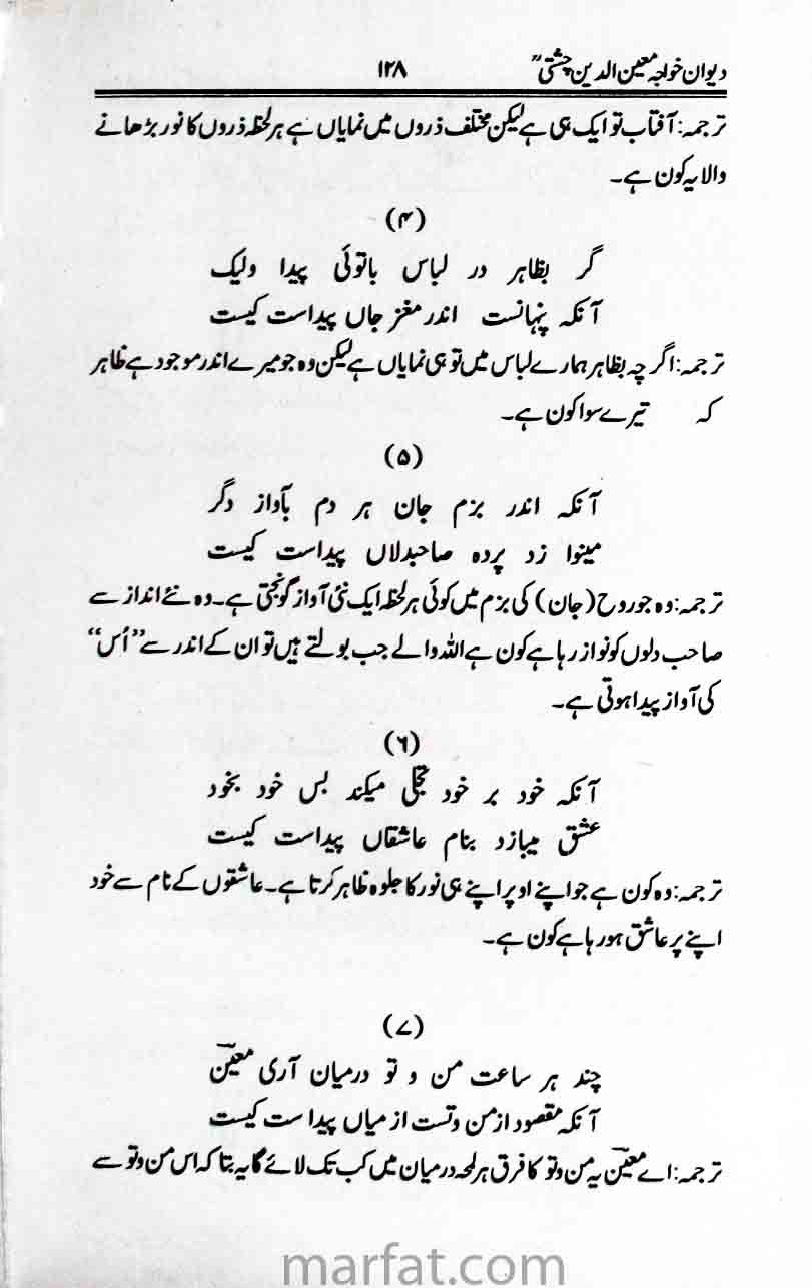 دیوان خواجہ معین الدین چشتیؒ ۱۲۸
ترجمہ: آفتاب تو ایک ہی ہے لیکن مختلف ذروں میں نمایاں ہے ہر لحظہ ذروں کا نور بڑھانے
والا یہ کون ہے۔
(۴)
گر بظاہر در لباس باتوئی پیدا ولیک
آنکہ پنہانست اندر مغز جاں پیداست کیست
ترجمہ: اگرچہ بظاہر ہمارے لباس میں تو ہی نمایاں ہے لیکن وہ جو میرے اندر موجود ہے ظاہر
کہ تیرے سوا کون ہے۔
(۵)
آنکہ اندر بزم جان ہر دم بآواز دگر
مینوا زد پردہ صاحبدلاں پیداست کیست
ترجمہ: وہ جو روح (جان) کی بزم میں کوئی ہر لحظہ ایک نئی آواز گونجتی ہے۔ وہ نئے انداز سے
صاحب دلوں کو نواز رہا ہے کون ہے اللہ والے جب بولتے ہیں تو ان کے اندر سے ”اُس“
کی آواز پیدا ہوتی ہے۔
(۶)
آنکہ خود بر خود تجلی میکند بس خود بخود
عشق میبازد بنام عاشقاں پیداست کیست
ترجمہ: وہ کون ہے جو اپنے اوپر اپنے ہی نور کا جلوہ ظاہر کرتا ہے۔ عاشقوں کے نام سے خود
اپنے پر عاشق ہو رہا ہے کون ہے۔
(۷)
چند ہر ساعت من و تو درمیان آری معین
آنکہ مقصود از من وتست از میاں پیدا ست کیست
ترجمہ: اے معین یہ من و تو کا فرق ہر لمحہ درمیان میں کب تک لائے گا یہ بتا کہ اس من و تو سے
marfat.com